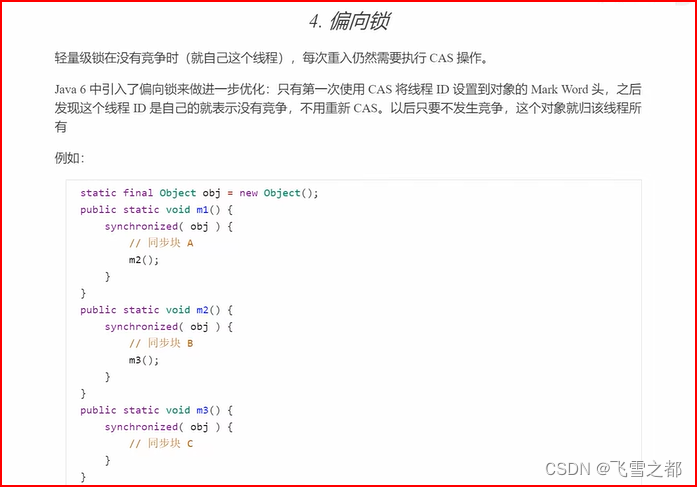 4. 偏向锁
轻量级锁在没有竞争时（就自己这个线程），每次重入仍然需要执行 CAS 操作。
Java 6 中引入了偏向锁来做进一步优化：只有第一次使用 CAS 将线程 ID 设置到对象的 Mark Word 头，之后
发现这个线程 ID 是自己的就表示没有竞争，不用重新 CAS。以后只要不发生竞争，这个对象就归该线程所
有
例如：
static final Object obj = new Object();
public static void m1() {
    synchronized( obj ) {
        // 同步块 A
        m2();
    }
}
public static void m2() {
    synchronized( obj ) {
        // 同步块 B
        m3();
    }
}
public static void m3() {
    synchronized( obj ) {
        // 同步块 C
    }
}
CSDN @飞雪之都